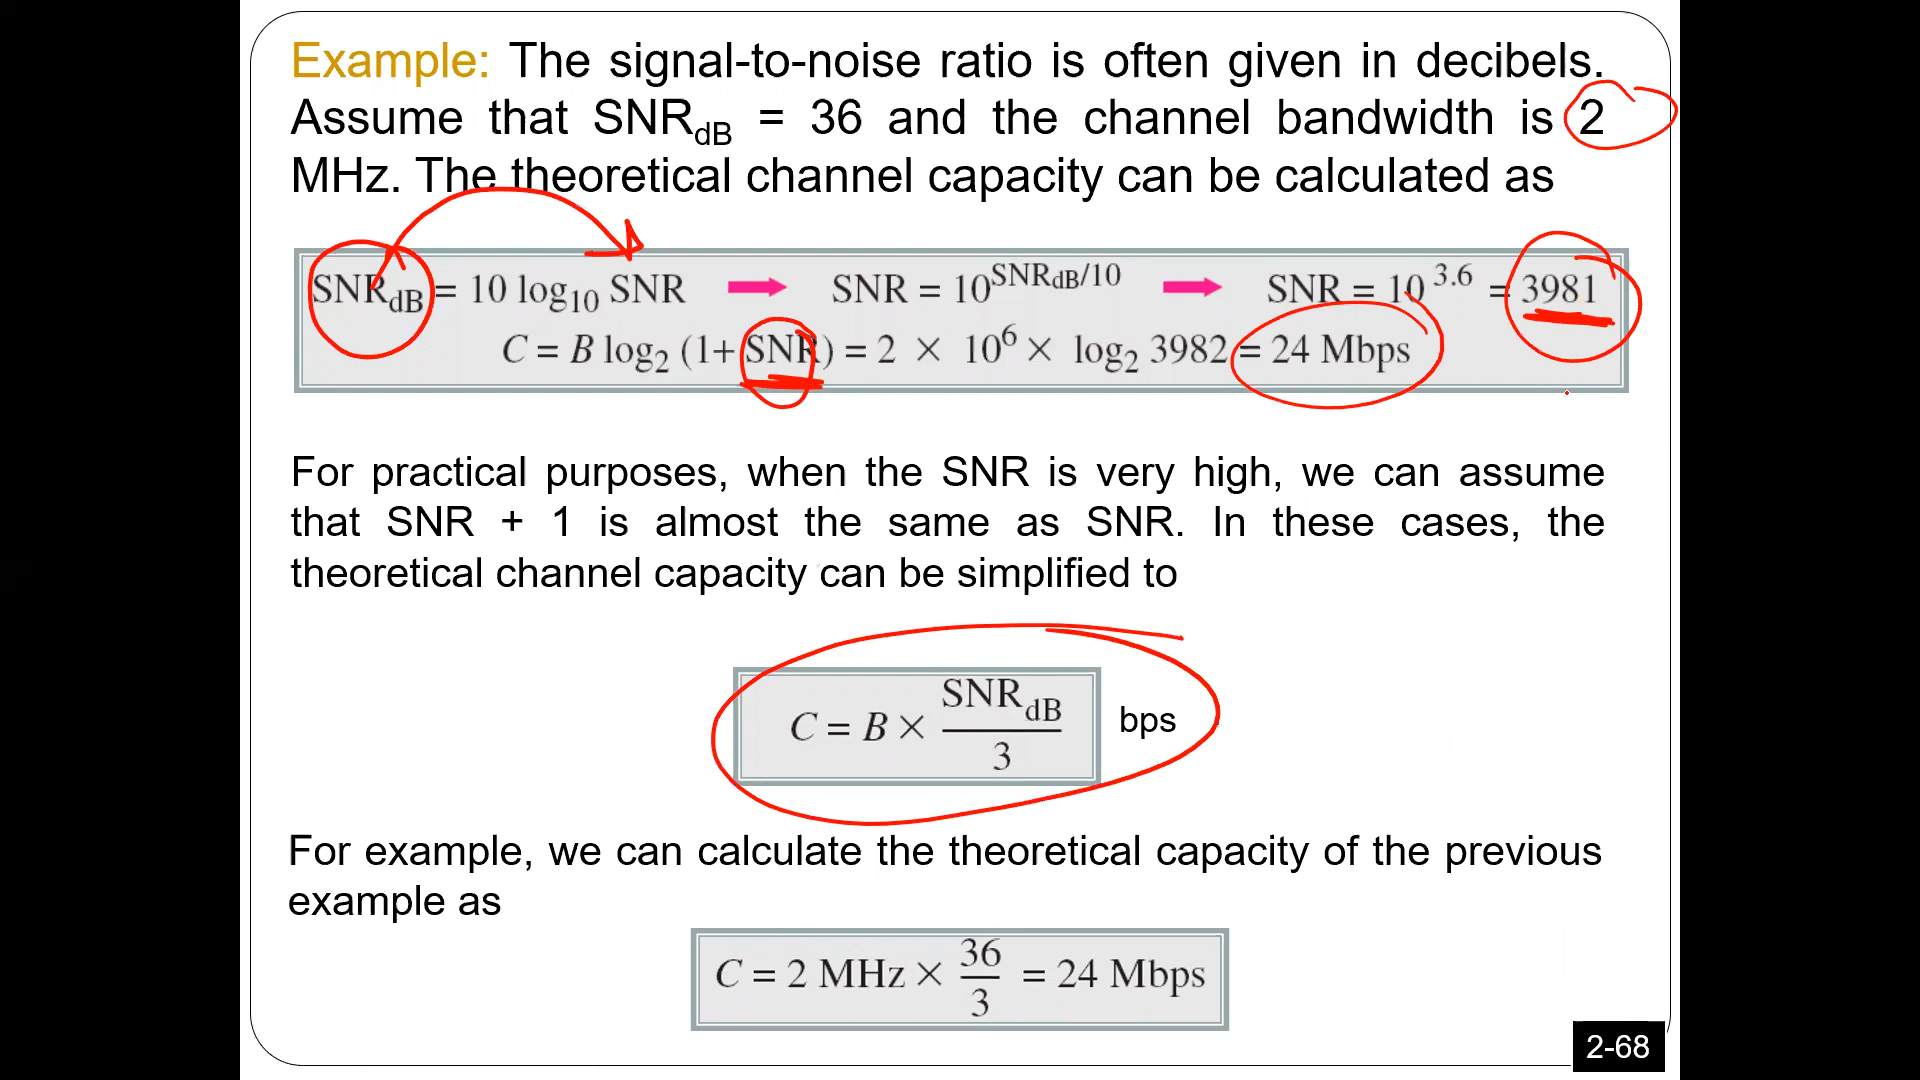 Example: The signal-to-noise ratio is often given in decibels.
Assume that SNRdB = 36 and the channel bandwidth is 2
MHz. The theoretical channel capacity can be calculated as
SNRdB = 10 log10 SNR ➡ SNR = 10^SNRdB/10 ➡ SNR = 10^3.6 = 3981
C = B log2 (1+ SNR) = 2 × 10^6 × log2 3982 = 24 Mbps
For practical purposes, when the SNR is very high, we can assume
that SNR + 1 is almost the same as SNR. In these cases, the
theoretical channel capacity can be simplified to
C = B × SNRdB / 3 bps
For example, we can calculate the theoretical capacity of the previous
example as
C = 2 MHz × 36 / 3 = 24 Mbps
2-68